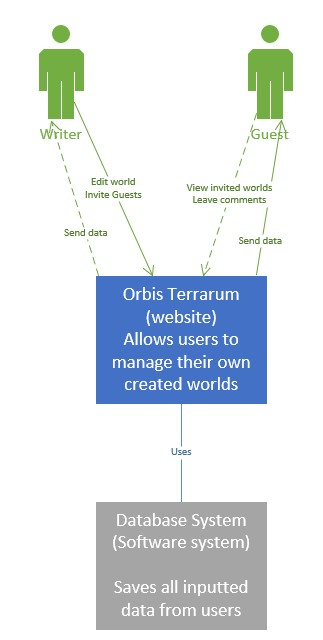 Writer
Guest
Edit world
Invite Guests
View invited worlds
Leave comments
Send data
Send data
Orbis Terrarum
(website)
Allows users to
manage their own
created worlds
Uses
Database System
(Software system)
Saves all inputted
data from users